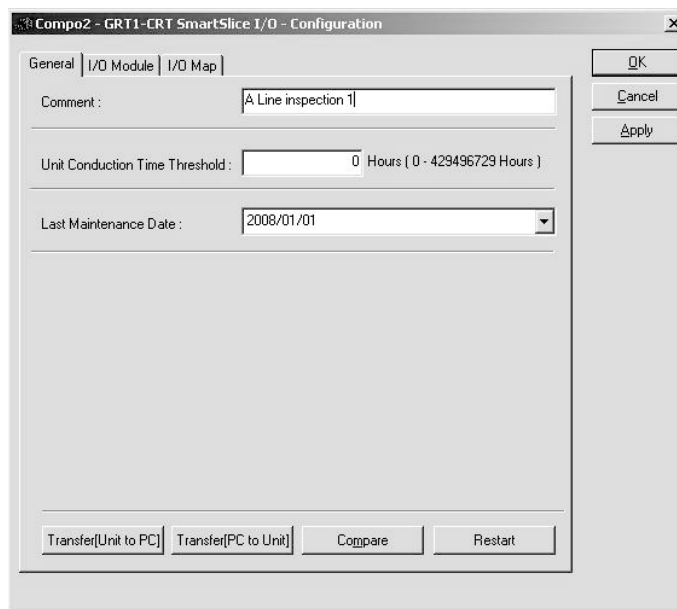 Compo2 - GRT1-CRT SmartSlice I/O - Configuration
General I/O Module I/O Map
OK
Cancel
Apply
Comment : A Line inspection 1
Unit Conduction Time Threshold : 0 Hours ( 0 - 429496729 Hours )
Last Maintenance Date : 2008/01/01
Transfer[Unit to PC] Transfer[PC to Unit] Compare Restart